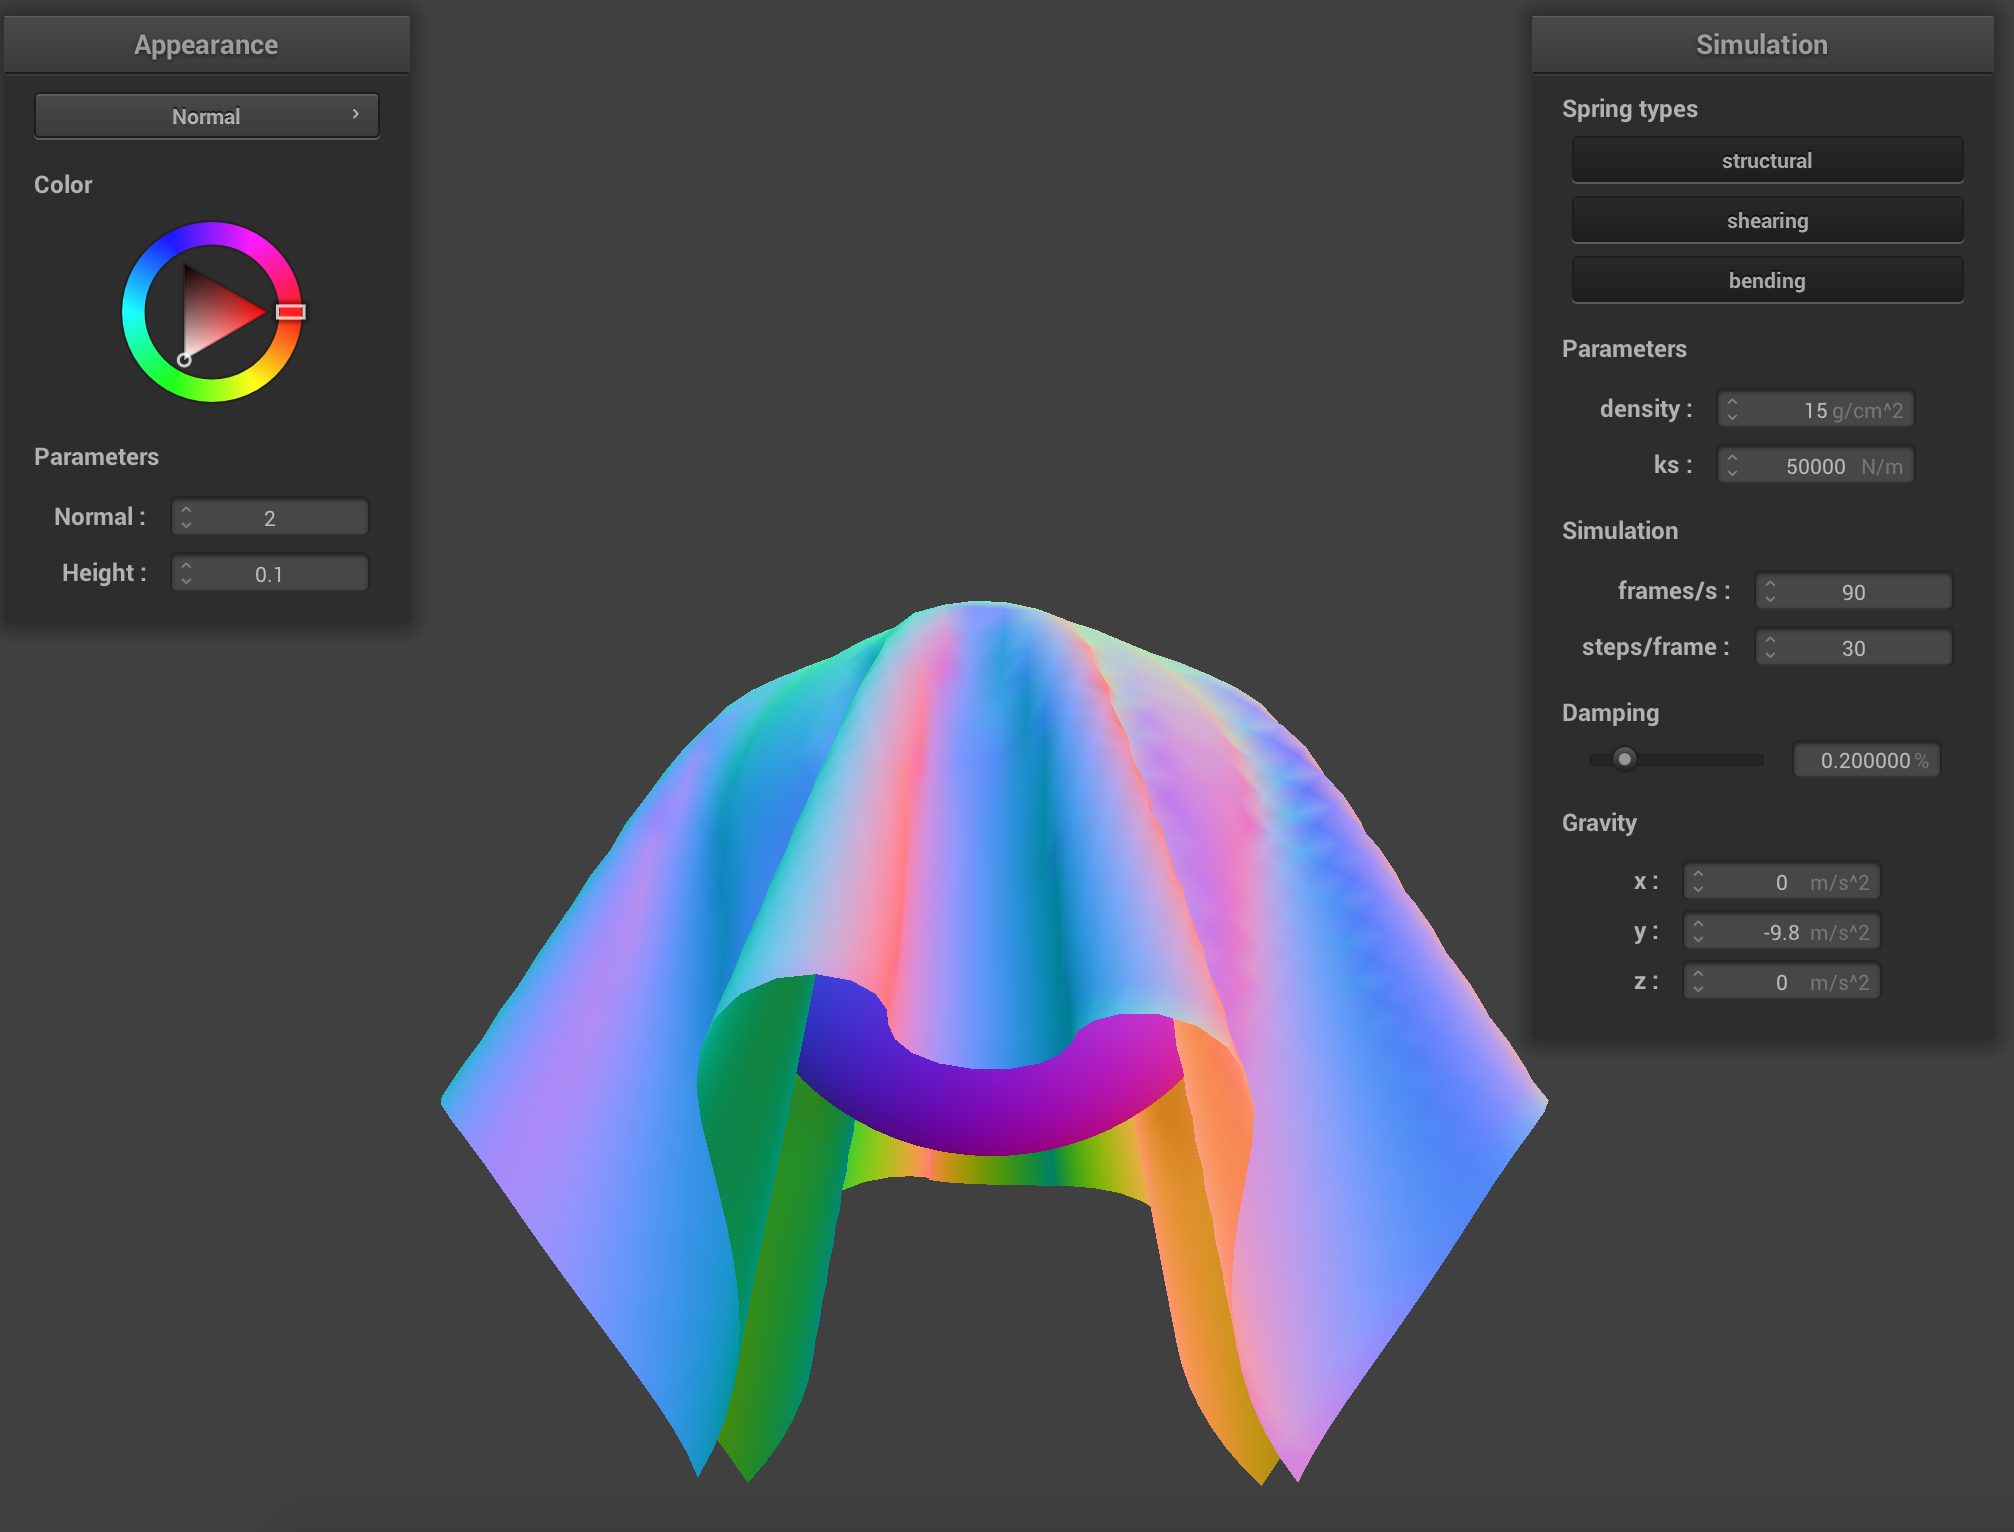 Appearance
Normal
Color
Parameters
Normal : 2
Height : 0.1
Simulation
Spring types
structural
shearing
bending
Parameters
density : 15 g/cm^2
ks : 50000 N/m
Simulation
frames/s : 90
steps/frame : 30
Damping
0.200000 %
Gravity
x : 0 m/s^2
y : -9.8 m/s^2
z : 0 m/s^2